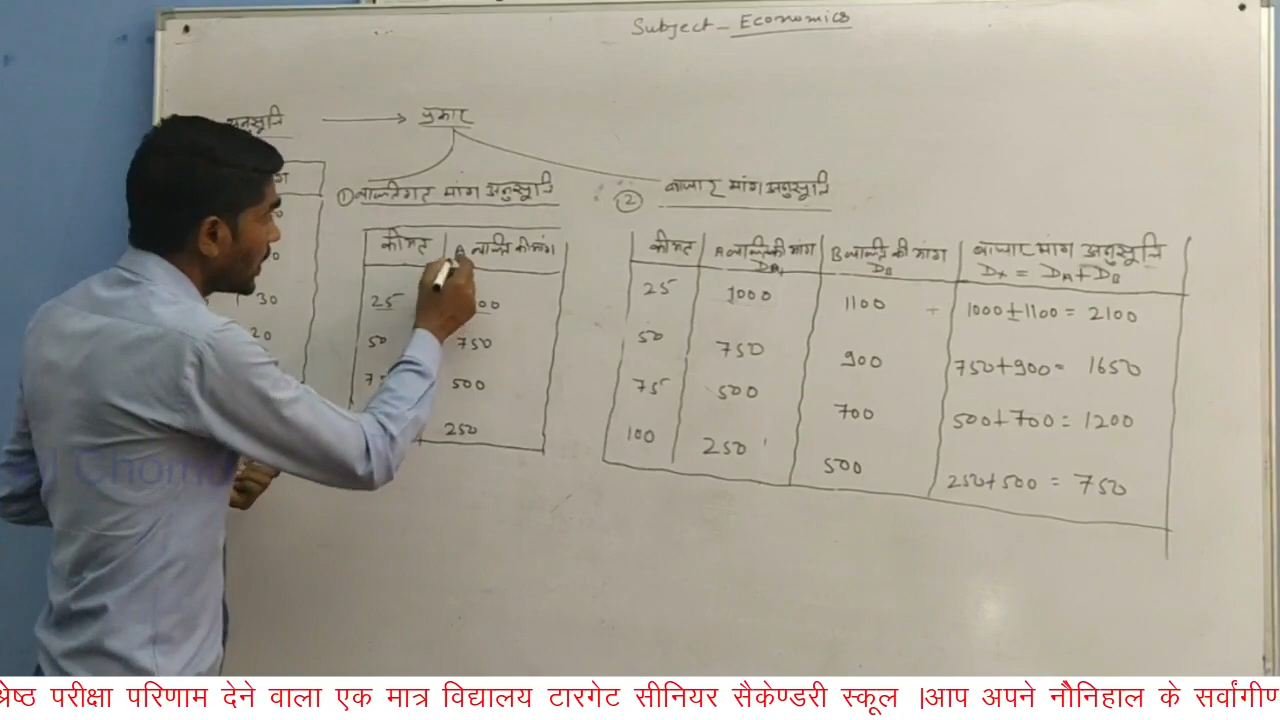 Subject - Economics
अनुसूचि → प्रकार
① व्यक्तिगत मांग अनुसूचि
② बाजार मांग अनुसूचि
कीमत A व्यक्ति की मांग
25 00
50 750
7 500
250
कीमत A व्यक्ति की मांग B व्यक्ति की मांग बाजार मांग अनुसूचि
DA DB Dx = DA+DB
25 1000 1100 1000+1100 = 2100
50 750 900 750+900= 1650
75 500 700 500+700= 1200
100 250 500 250+500 = 750
30
20
श्रेष्ठ परीक्षा परिणाम देने वाला एक मात्र विद्यालय टारगेट सीनियर सैकेण्डरी स्कूल |आप अपने नौनिहाल के सर्वांगीण